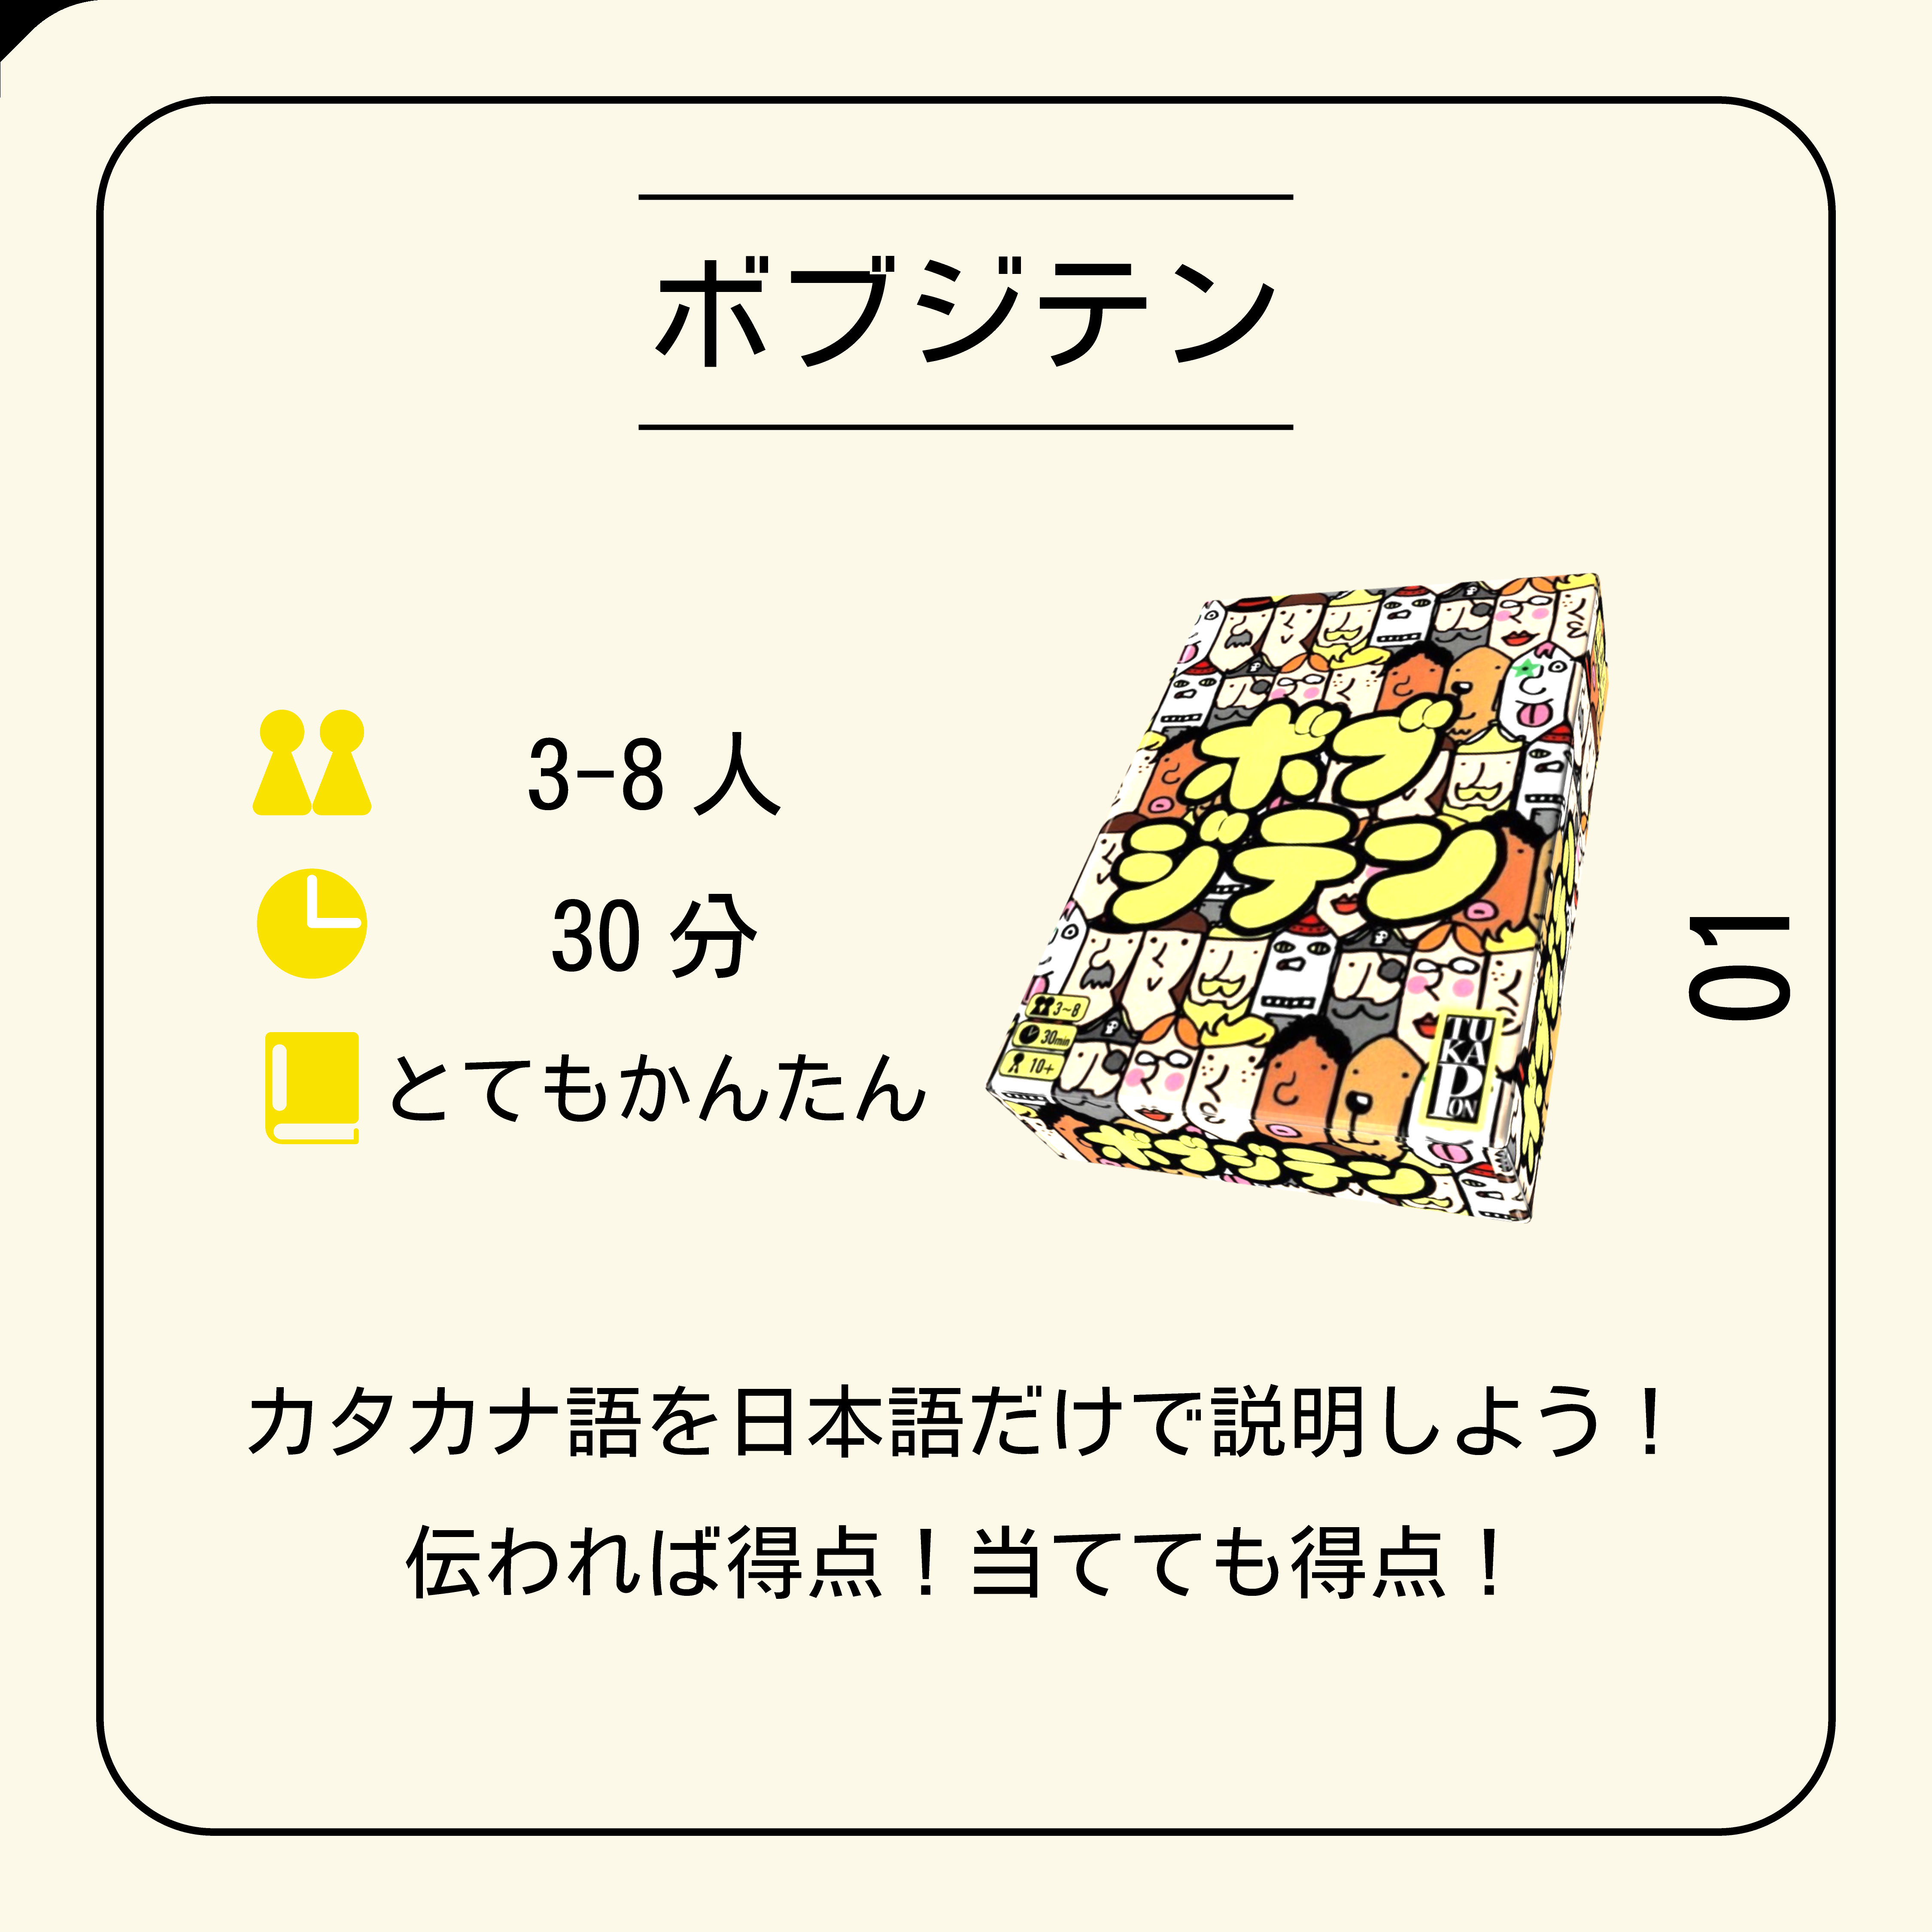 ボブジテン
3-8 人
30 分
とてもかんたん
ボブ
ジテン
3~8
30min
10+
TU
KA
P
ON
ボブジテン
01
カタカナ語を日本語だけで説明しよう！
伝われば得点！当てても得点！